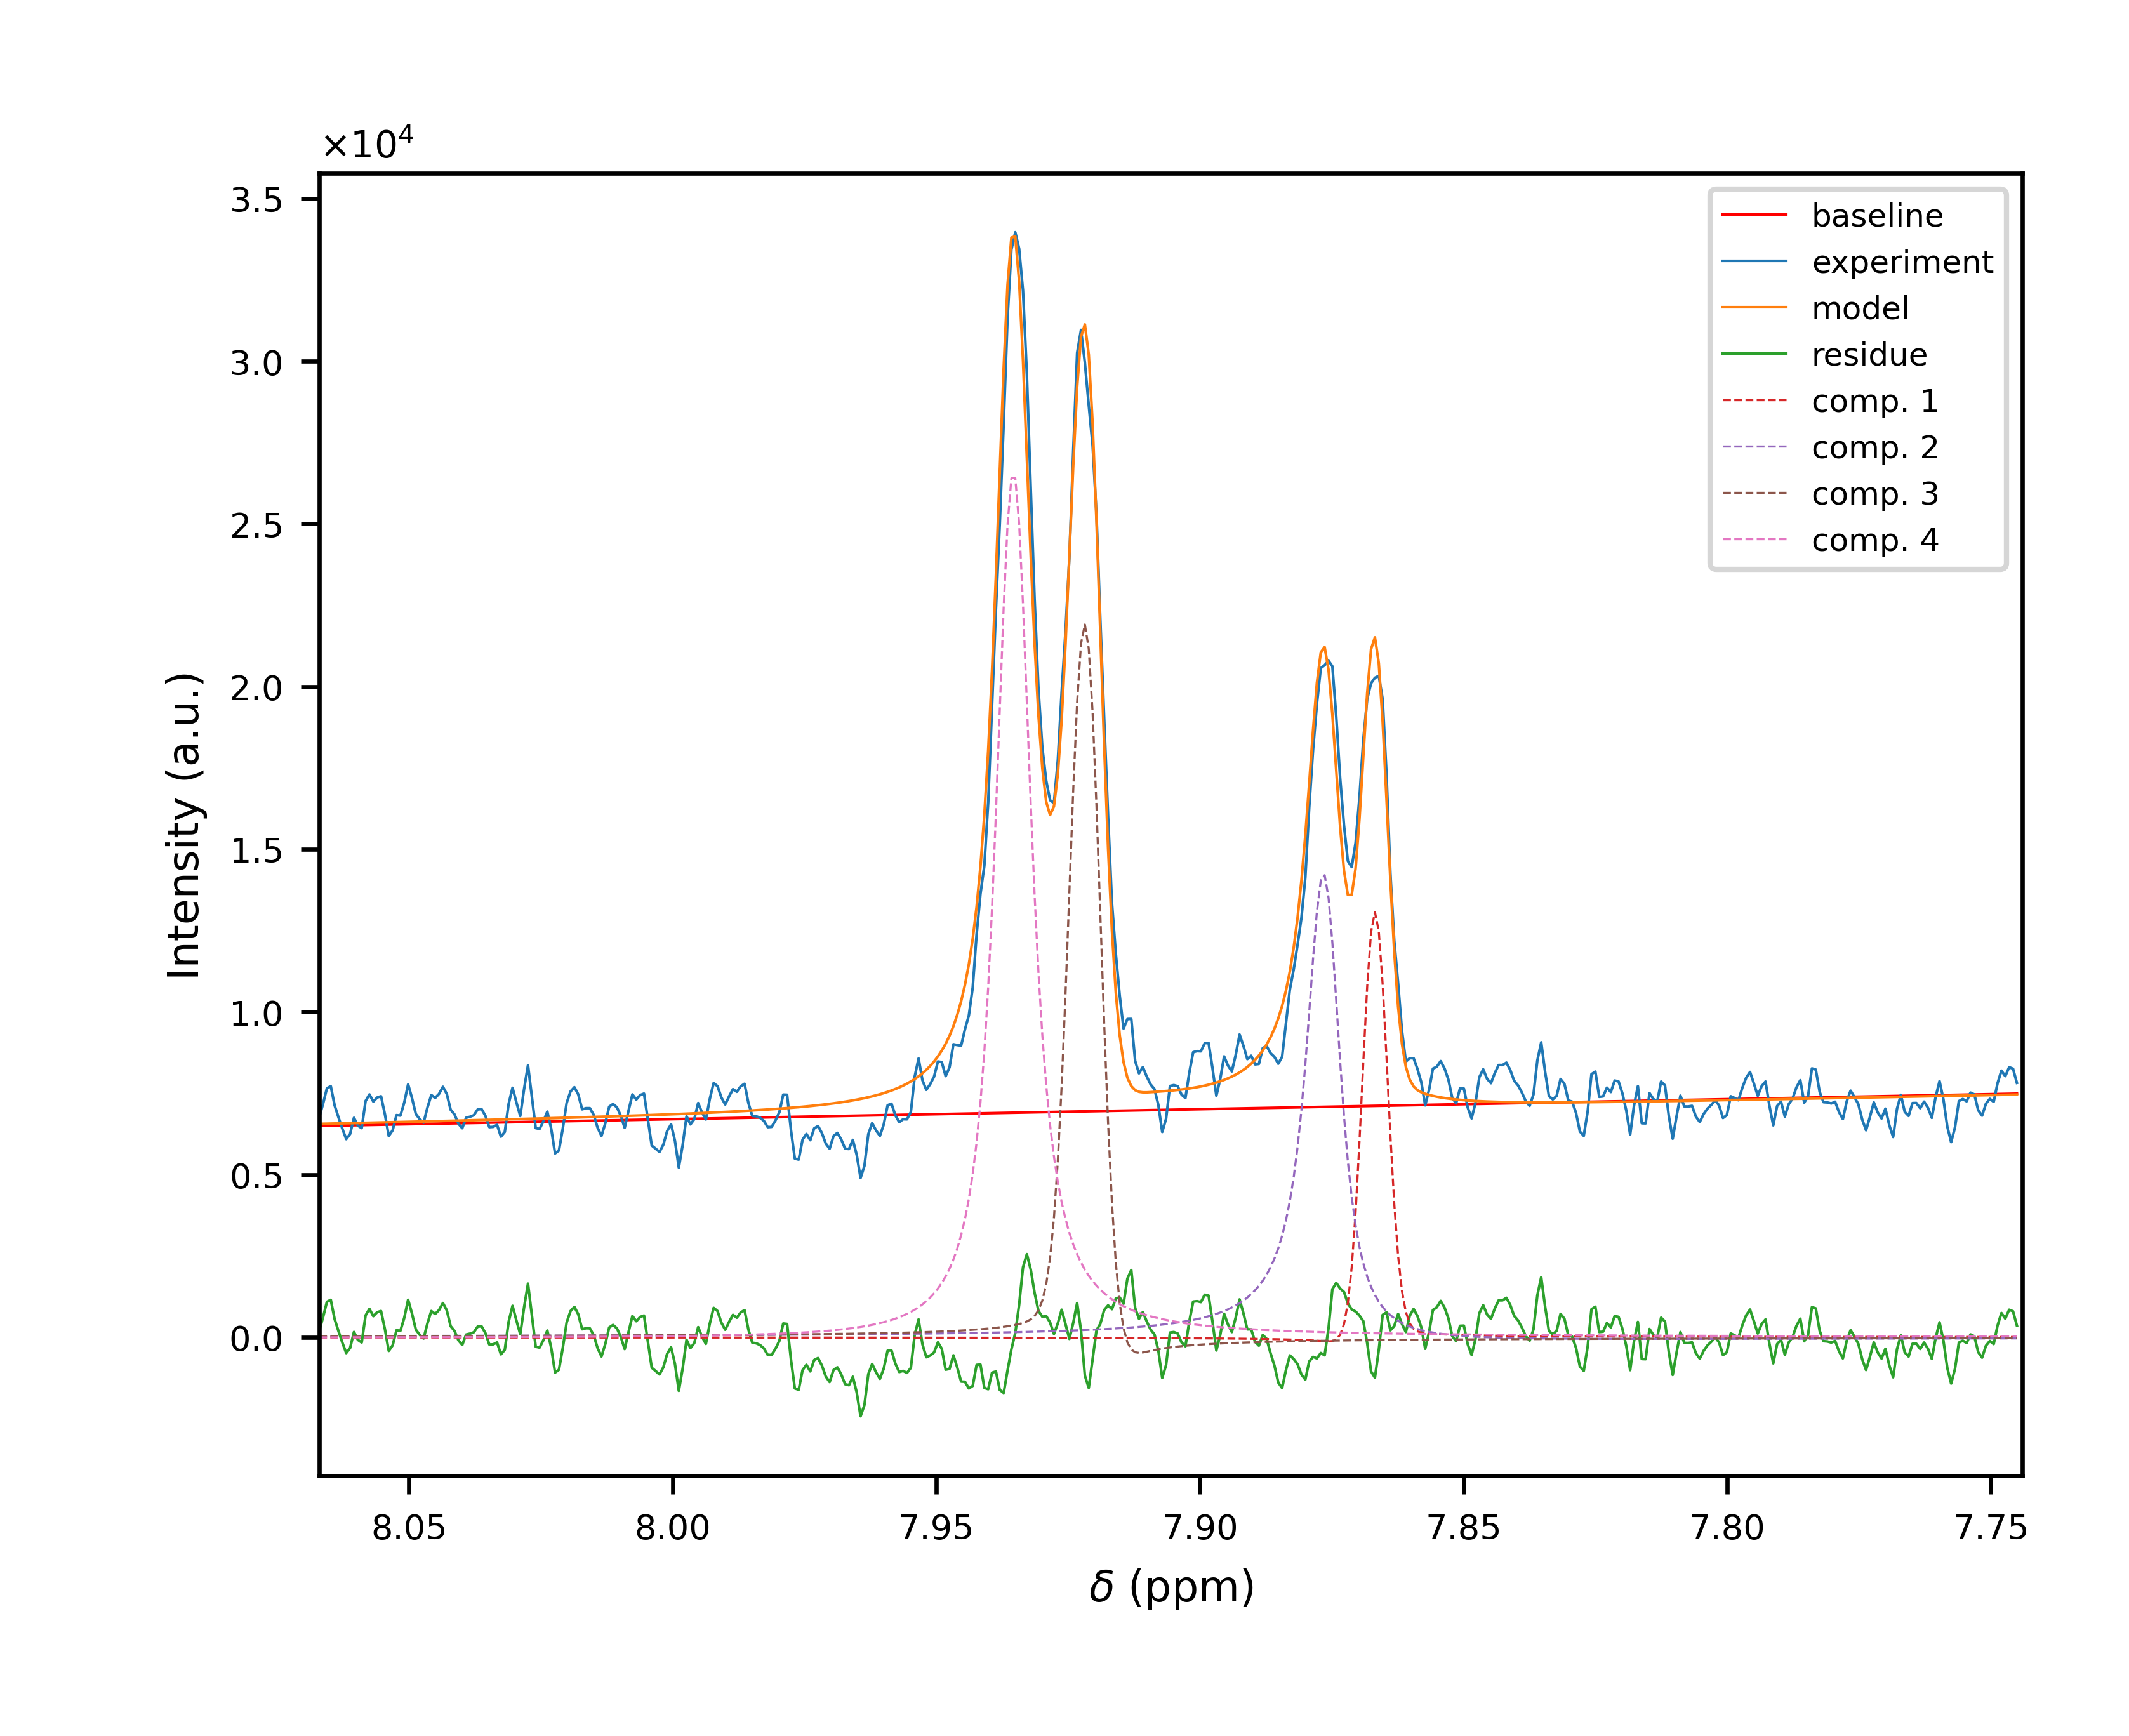 ×10⁴
3.5
3.0
2.5
2.0
1.5
1.0
0.5
0.0
Intensity (a.u.)
baseline
experiment
model
residue
comp. 1
comp. 2
comp. 3
comp. 4
8.05 8.00 7.95 7.90 7.85 7.80 7.75
δ (ppm)